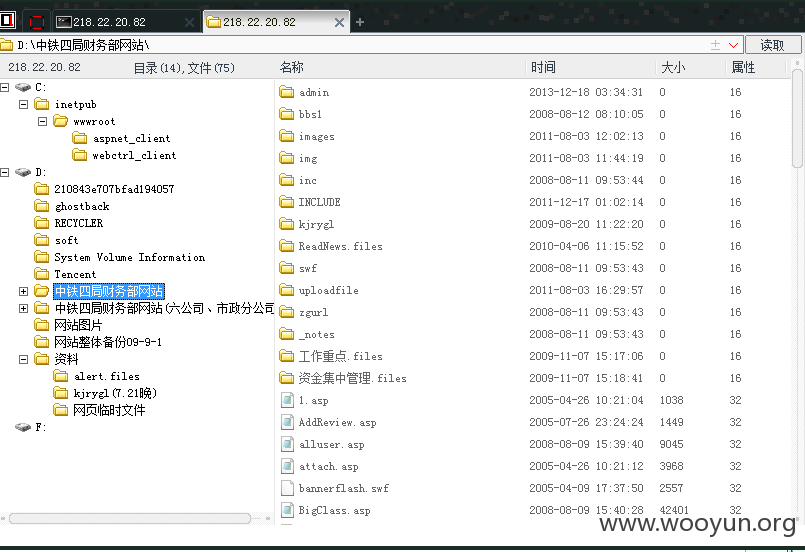 218.22.20.82 218.22.20.82
D:\中铁四局财务部网站\ 读取
218.22.20.82 目录(14),文件(75) 名称 时间 大小 属性
C:
inetpub
wwwroot
aspnet_client
webctrl_client
D:
210843e707bfad194057
ghostback
RECYCLER
soft
System Volume Information
Tencent
中铁四局财务部网站
中铁四局财务部网站(六公司、市政分公司
网站图片
网站整体备份09-9-1
资料
alert.files
kjrygl(7.21晚)
网页临时文件
F:
admin 2013-12-18 03:34:31 0 16
bbs1 2008-08-12 08:10:05 0 16
images 2011-08-03 12:02:13 0 16
img 2011-08-03 11:44:19 0 16
inc 2008-08-11 09:53:44 0 16
INCLUDE 2011-12-17 01:02:14 0 16
kjrygl 2009-08-20 11:22:20 0 16
ReadNews.files 2010-04-06 11:15:52 0 16
swf 2008-08-11 09:53:43 0 16
uploadfile 2011-08-03 16:29:57 0 16
zgurl 2008-08-11 09:53:43 0 16
_notes 2008-08-11 09:53:43 0 16
工作重点.files 2009-11-07 15:17:06 0 16
资金集中管理.files 2009-11-07 15:18:41 0 16
1.asp 2005-04-26 10:21:04 1038 32
AddReview.asp 2005-07-26 23:24:24 1449 32
alluser.asp 2008-08-09 15:39:40 9045 32
attach.asp 2005-04-26 10:21:12 3968 32
bannerflash.swf 2005-04-09 17:37:50 2557 32
BigClass.asp 2008-08-09 15:40:28 42401 32
www.wooyun.org